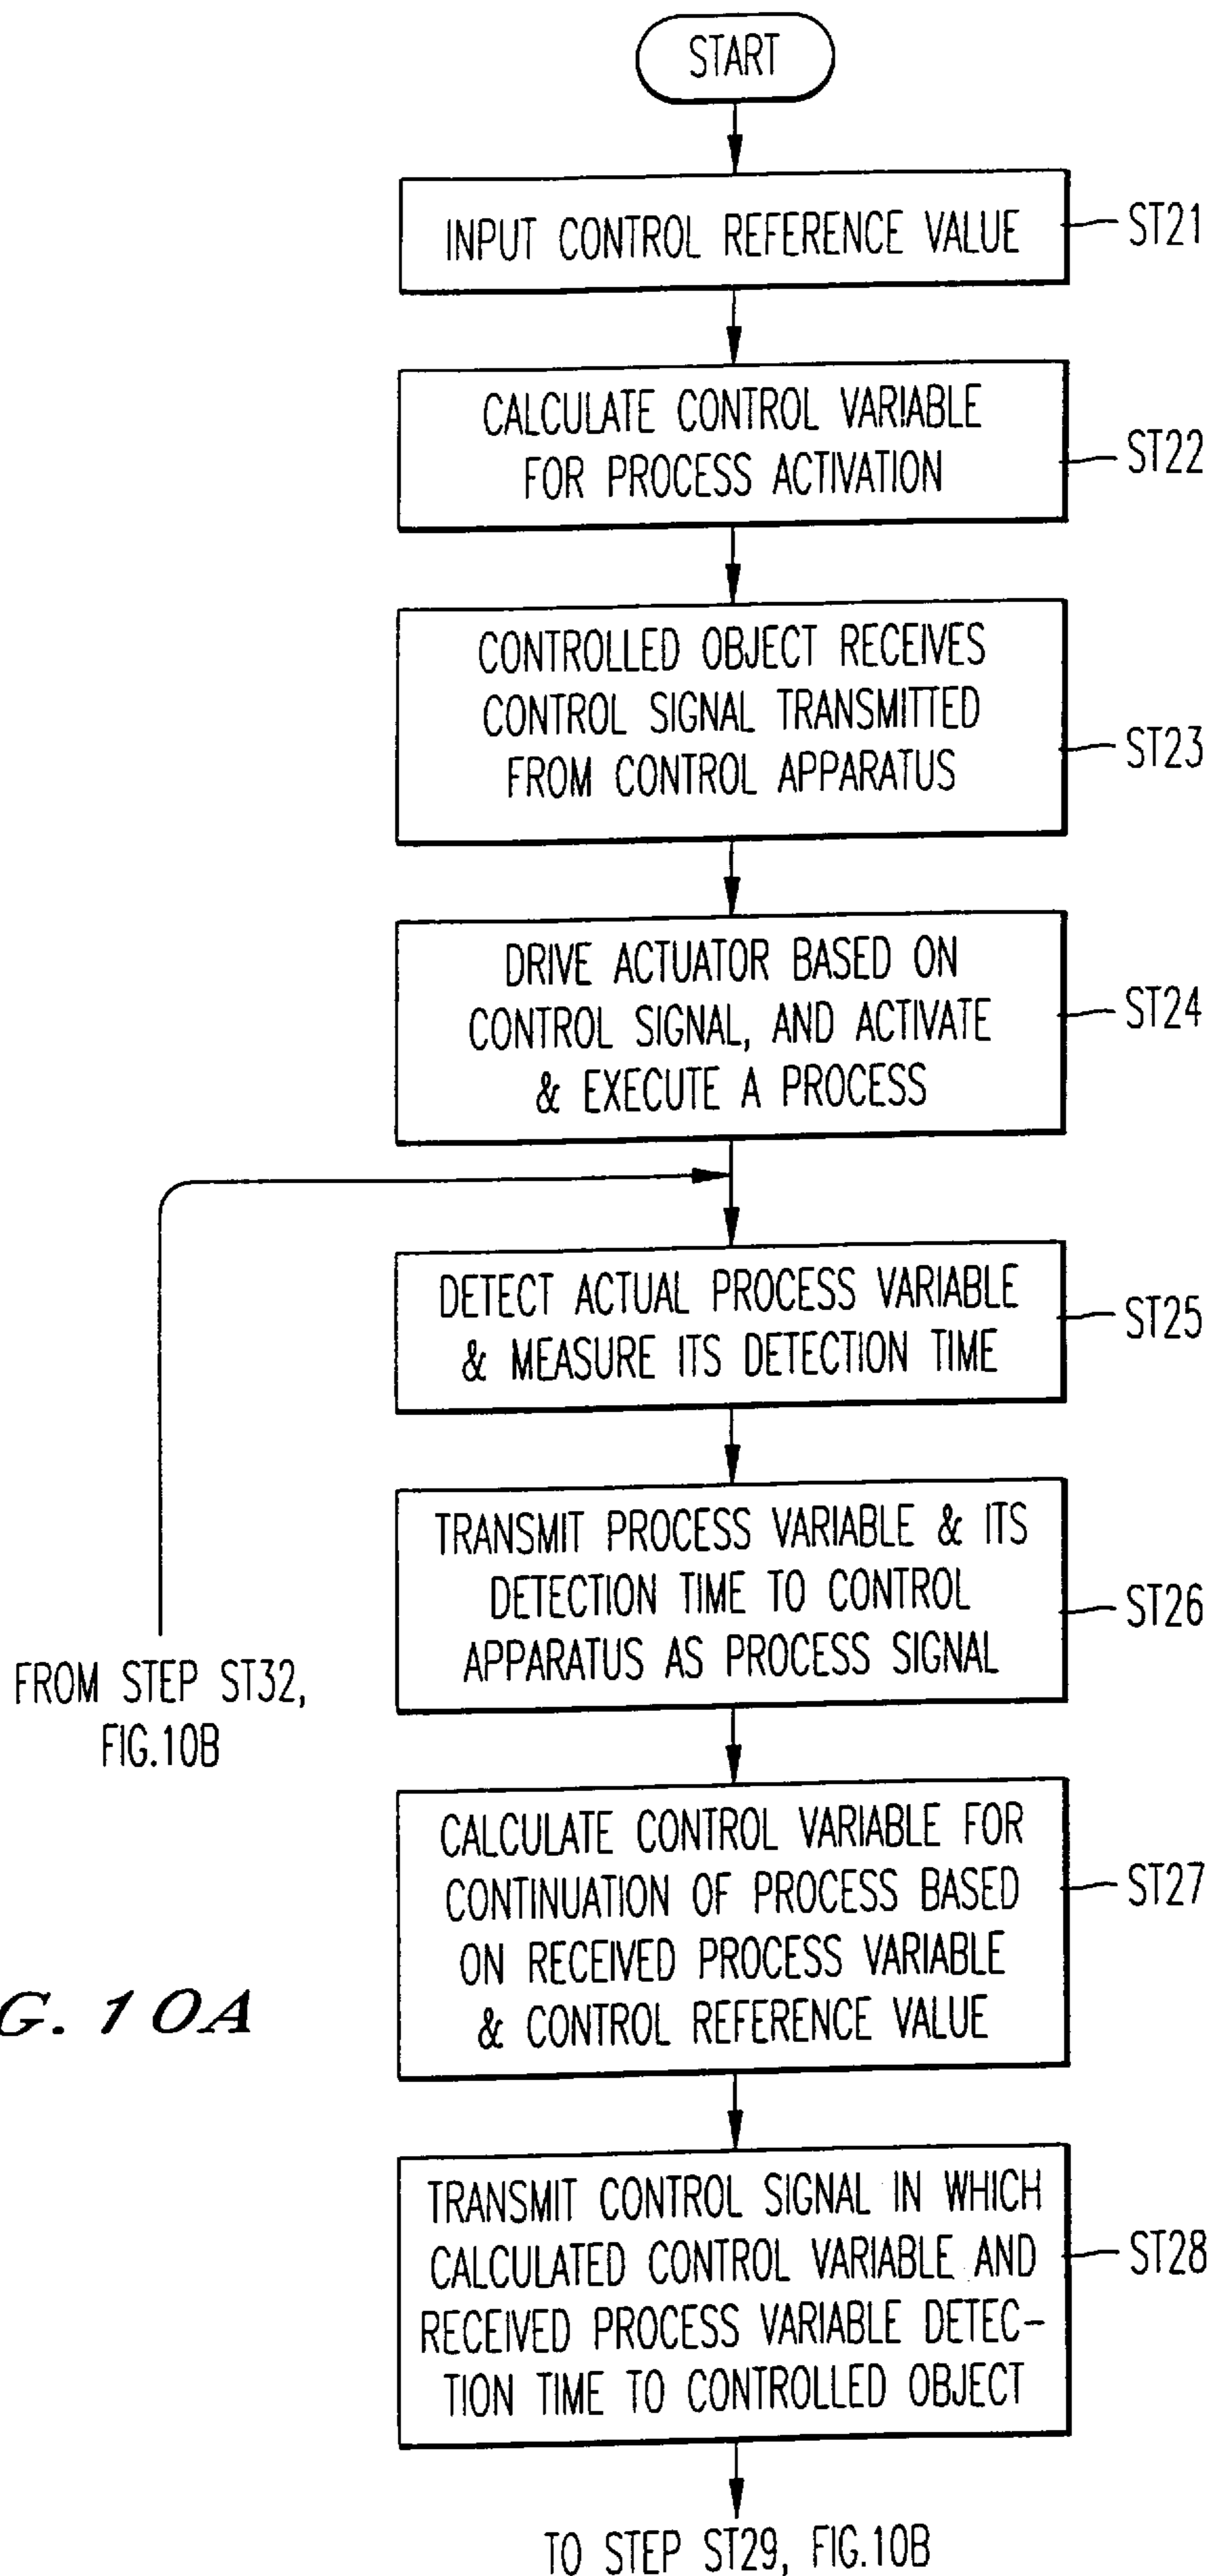 START
INPUT CONTROL REFERENCE VALUE
ST21
CALCULATE CONTROL VARIABLE
FOR PROCESS ACTIVATION
ST22
CONTROLLED OBJECT RECEIVES
CONTROL SIGNAL TRANSMITTED
FROM CONTROL APPARATUS
ST23
DRIVE ACTUATOR BASED ON
CONTROL SIGNAL, AND ACTIVATE
& EXECUTE A PROCESS
ST24
DETECT ACTUAL PROCESS VARIABLE
& MEASURE ITS DETECTION TIME
ST25
TRANSMIT PROCESS VARIABLE & ITS
DETECTION TIME TO CONTROL
APPARATUS AS PROCESS SIGNAL
ST26
FROM STEP ST32,
FIG.10B
CALCULATE CONTROL VARIABLE FOR
CONTINUATION OF PROCESS BASED
ON RECEIVED PROCESS VARIABLE
& CONTROL REFERENCE VALUE
ST27
G. 10A
TRANSMIT CONTROL SIGNAL IN WHICH
CALCULATED CONTROL VARIABLE AND
RECEIVED PROCESS VARIABLE DETEC-
TION TIME TO CONTROLLED OBJECT
ST28
TO STEP ST29, FIG.10B